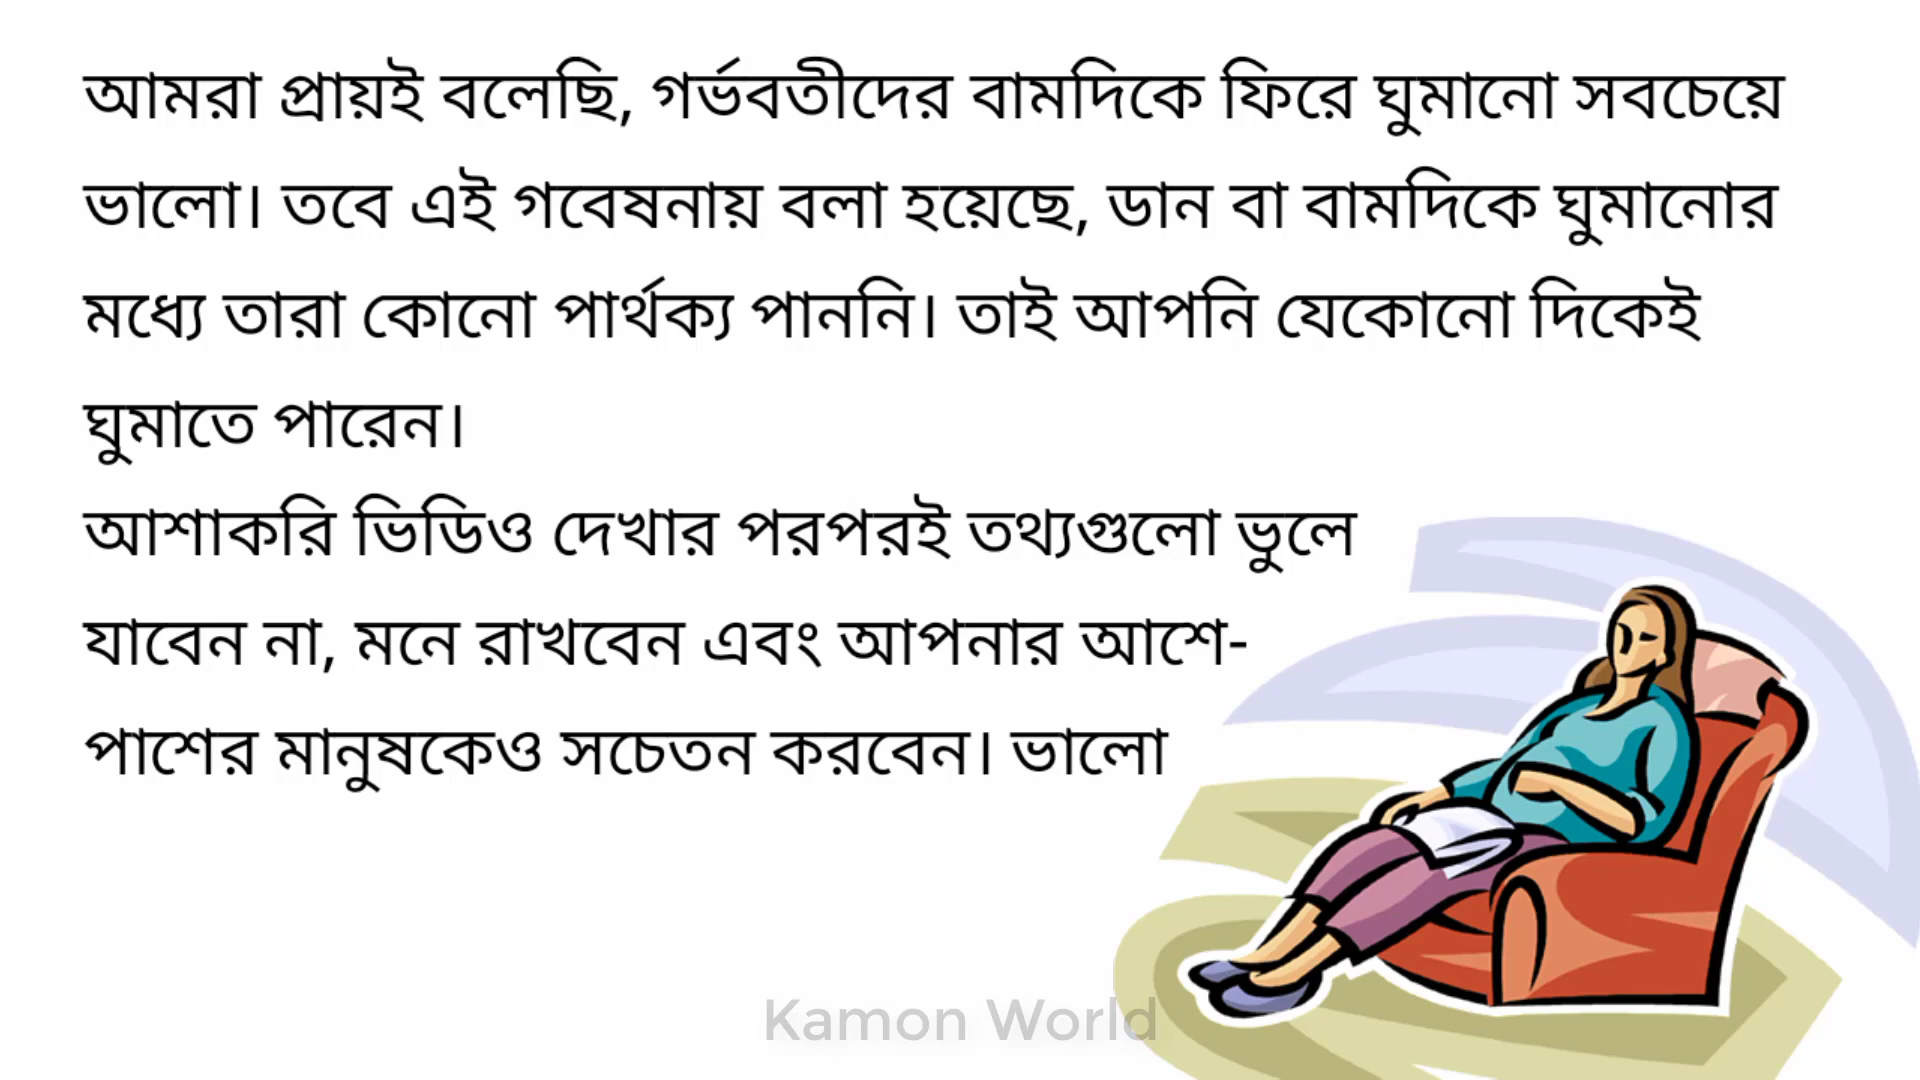 আমরা প্রায়ই বলেছি, গর্ভবতীদের বামদিকে ফিরে ঘুমানো সবচেয়ে
ভালো। তবে এই গবেষনায় বলা হয়েছে, ডান বা বামদিকে ঘুমানোর
মধ্যে তারা কোনো পার্থক্য পাননি। তাই আপনি যেকোনো দিকেই
ঘুমাতে পারেন।
আশাকরি ভিডিও দেখার পরপরই তথ্যগুলো ভুলে
যাবেন না, মনে রাখবেন এবং আপনার আশে-
পাশের মানুষকেও সচেতন করবেন। ভালো
Kamon World